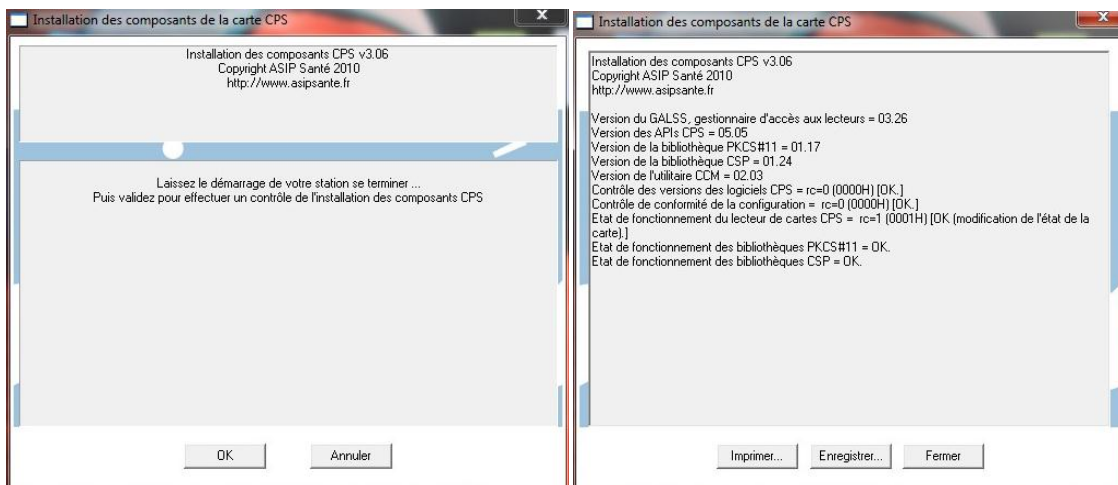 Installation des composants de la carte CPS
X
Installation des composants CPS v3.06
Copyright ASIP Santé 2010
http://www.asipsante.fr
Laissez le démarrage de votre station se terminer ...
Puis validez pour effectuer un contrôle de l'installation des composants CPS
OK
Annuler
Installation des composants de la carte CPS
X
Installation des composants CPS v3.06
Copyright ASIP Santé 2010
http://www.asipsante.fr
Version du GALSS, gestionnaire d'accès aux lecteurs = 03.26
Version des APIs CPS = 05.05
Version de la bibliothèque PKCS#11 = 01.17
Version de la bibliothèque CSP = 01.24
Version de l'utilitaire CCM = 02.03
Contrôle des versions des logiciels CPS = rc=0 (0000H) [OK.]
Contrôle de conformité de la configuration = rc=0 (0000H) [OK.]
Etat de fonctionnement du lecteur de cartes CPS = rc=1 (0001H) [OK (modification de l'état de la
carte).]
Etat de fonctionnement des bibliothèques PKCS#11 = OK.
Etat de fonctionnement des bibliothèques CSP = OK.
Imprimer...
Enregistrer...
Fermer